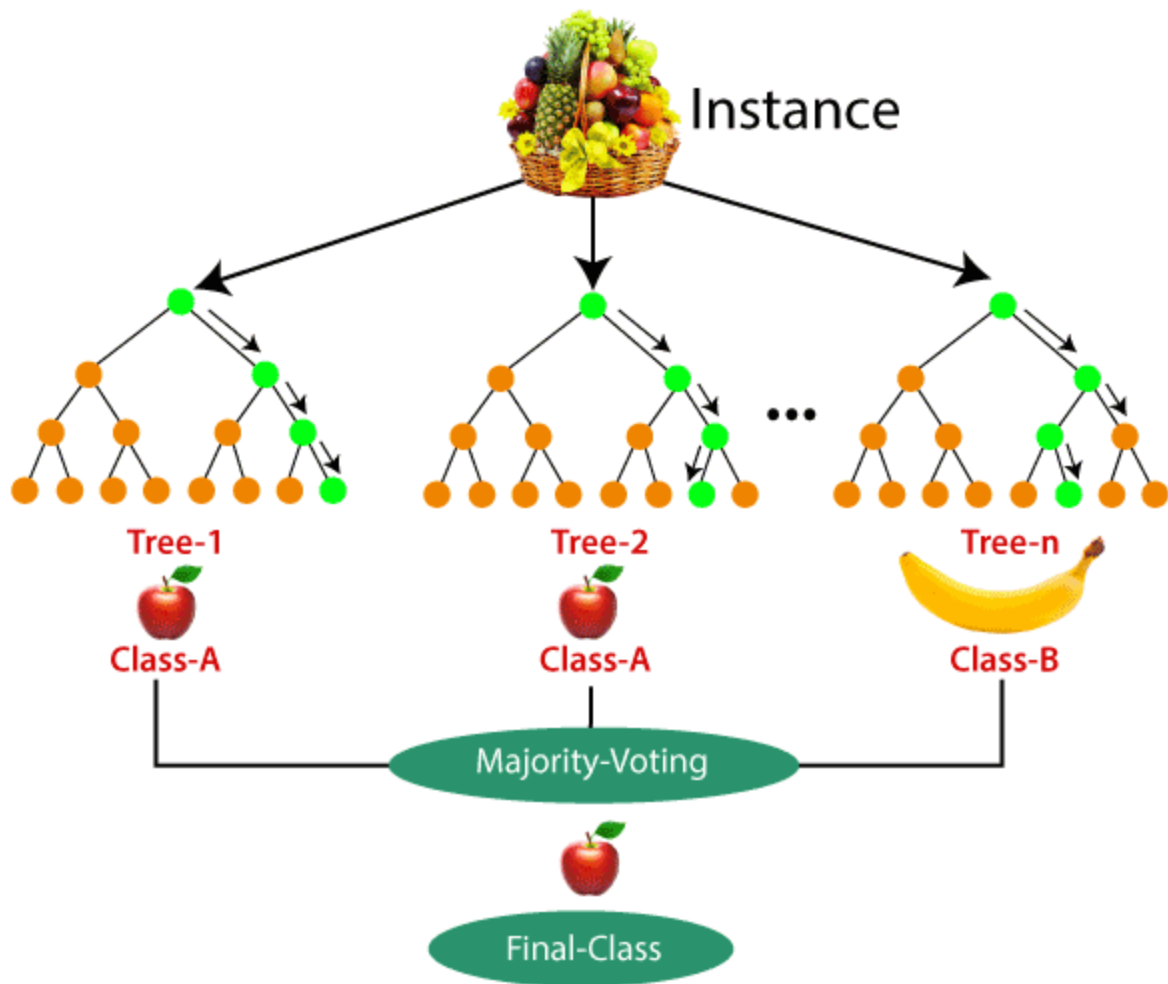 Instance
Tree-1
Tree-2
Tree-n
Class-A
Class-A
Class-B
Majority-Voting
Final-Class